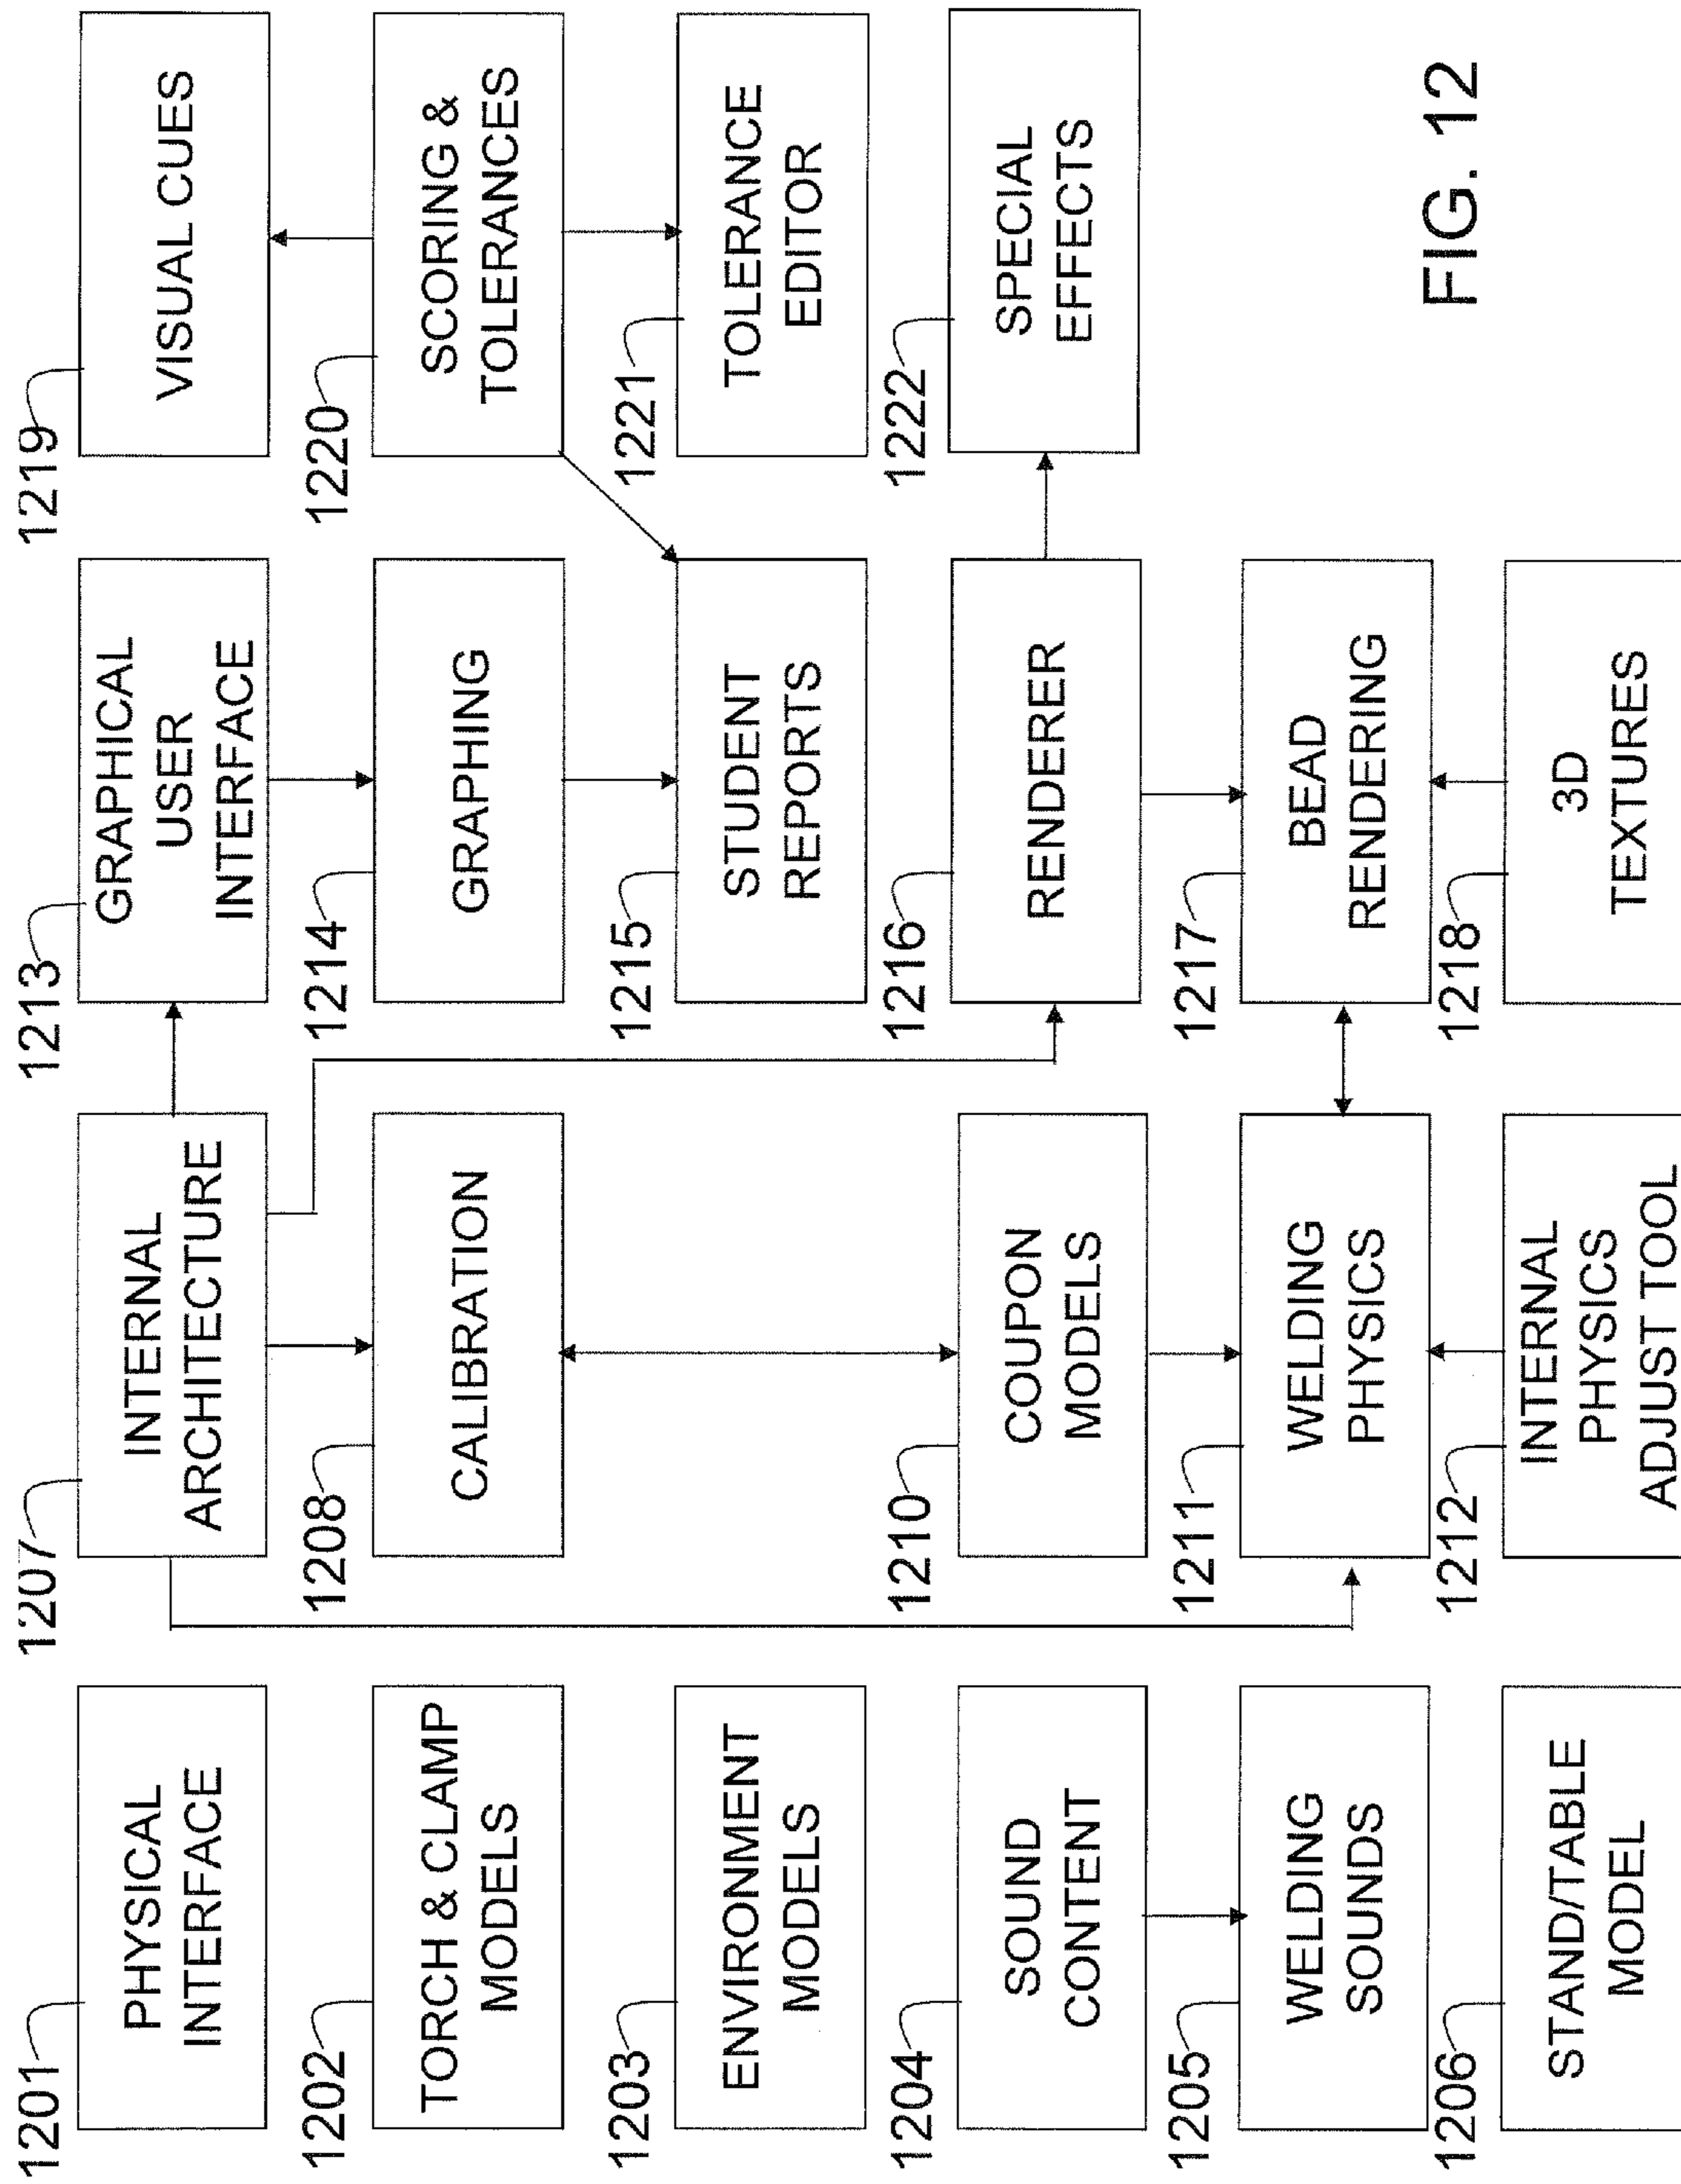 1201
PHYSICAL
INTERFACE
1202
TORCH & CLAMP
MODELS
1203
ENVIRONMENT
MODELS
1204
SOUND
CONTENT
1205
WELDING
SOUNDS
1206
STAND/TABLE
MODEL
1207
INTERNAL
ARCHITECTURE
1208
CALIBRATION
1210
COUPON
MODELS
1211
WELDING
PHYSICS
1212
INTERNAL
PHYSICS
ADJUST TOOL
1213
GRAPHICAL
USER
INTERFACE
1214
GRAPHING
1215
STUDENT
REPORTS
1216
RENDERER
1217
BEAD
RENDERING
1218
3D
TEXTURES
1219
VISUAL CUES
1220
SCORING &
TOLERANCES
1221
TOLERANCE
EDITOR
1222
SPECIAL
EFFECTS
FIG. 12